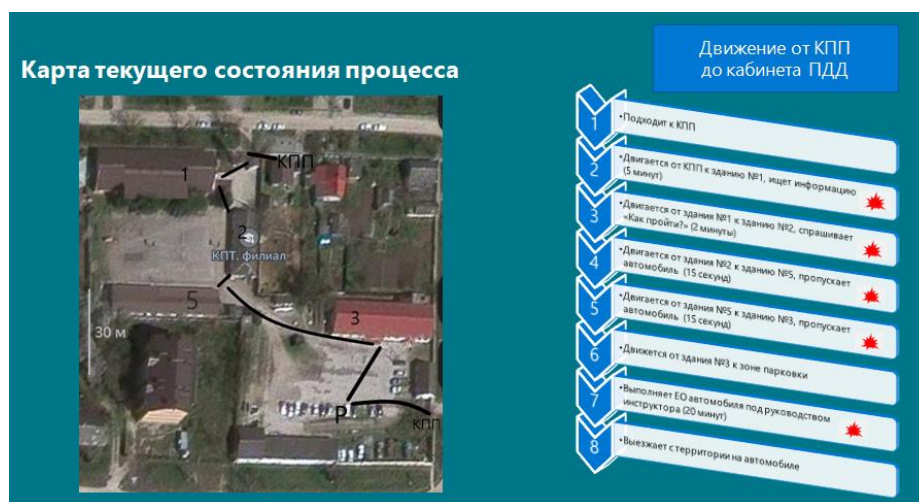 Движение от КПП
до кабинета ПДД
Карта текущего состояния процесса
КПП
1
2
КПТ, филиал
5
3
30 м
Р
КПП
1
•Подходит к КПП
2
•Двигается от КПП к зданию №1, ищет информацию
(5 минут)
3
•Двигается от здания №1 к зданию №2, спрашивает
«Как пройти?» (2 минуты)
4
•Двигается от здания №2 к зданию №5, пропускает
автомобиль (15 секунд)
5
•Двигается от здания №5 к зданию №3, пропускает
автомобиль (15 секунд)
6
•Движется от здания №3 к зоне парковки
7
•Выполняет ЕО автомобиля под руководством
инструктора (20 минут)
8
•Выезжает с территории на автомобиле